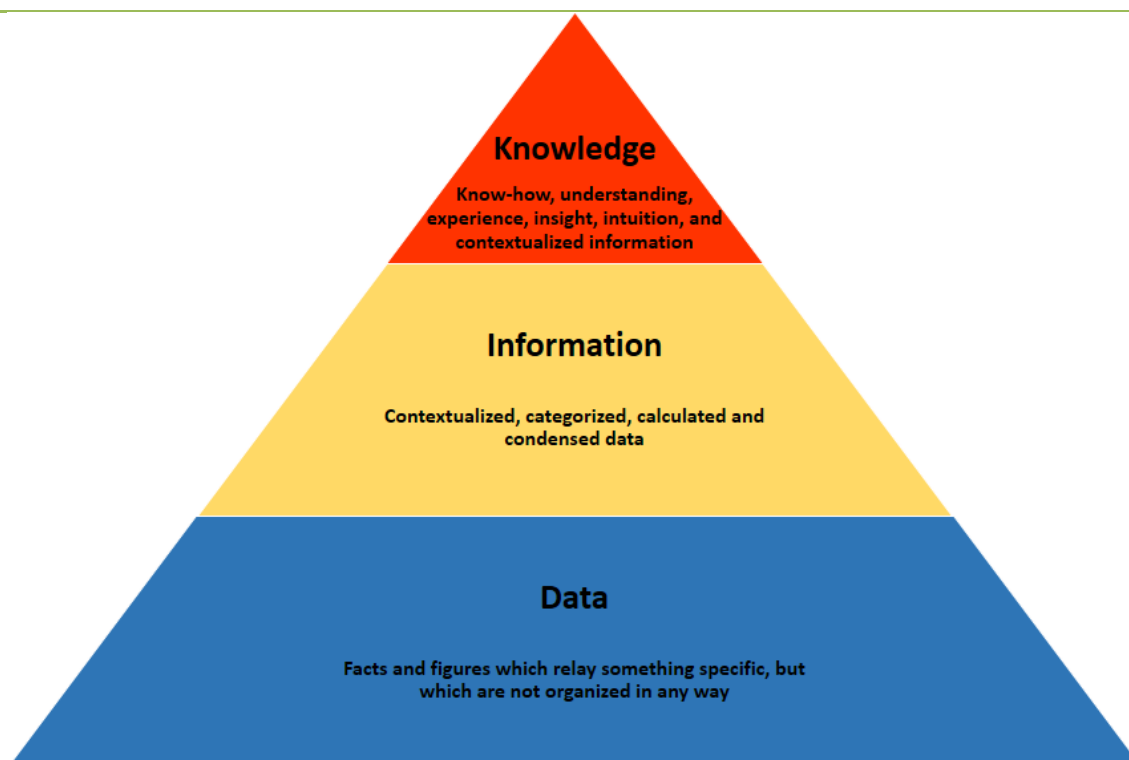 Knowledge
Know-how, understanding,
experience, insight, intuition, and
contextualized information
Information
Contextualized, categorized, calculated and
condensed data
Data
Facts and figures which relay something specific, but
which are not organized in any way